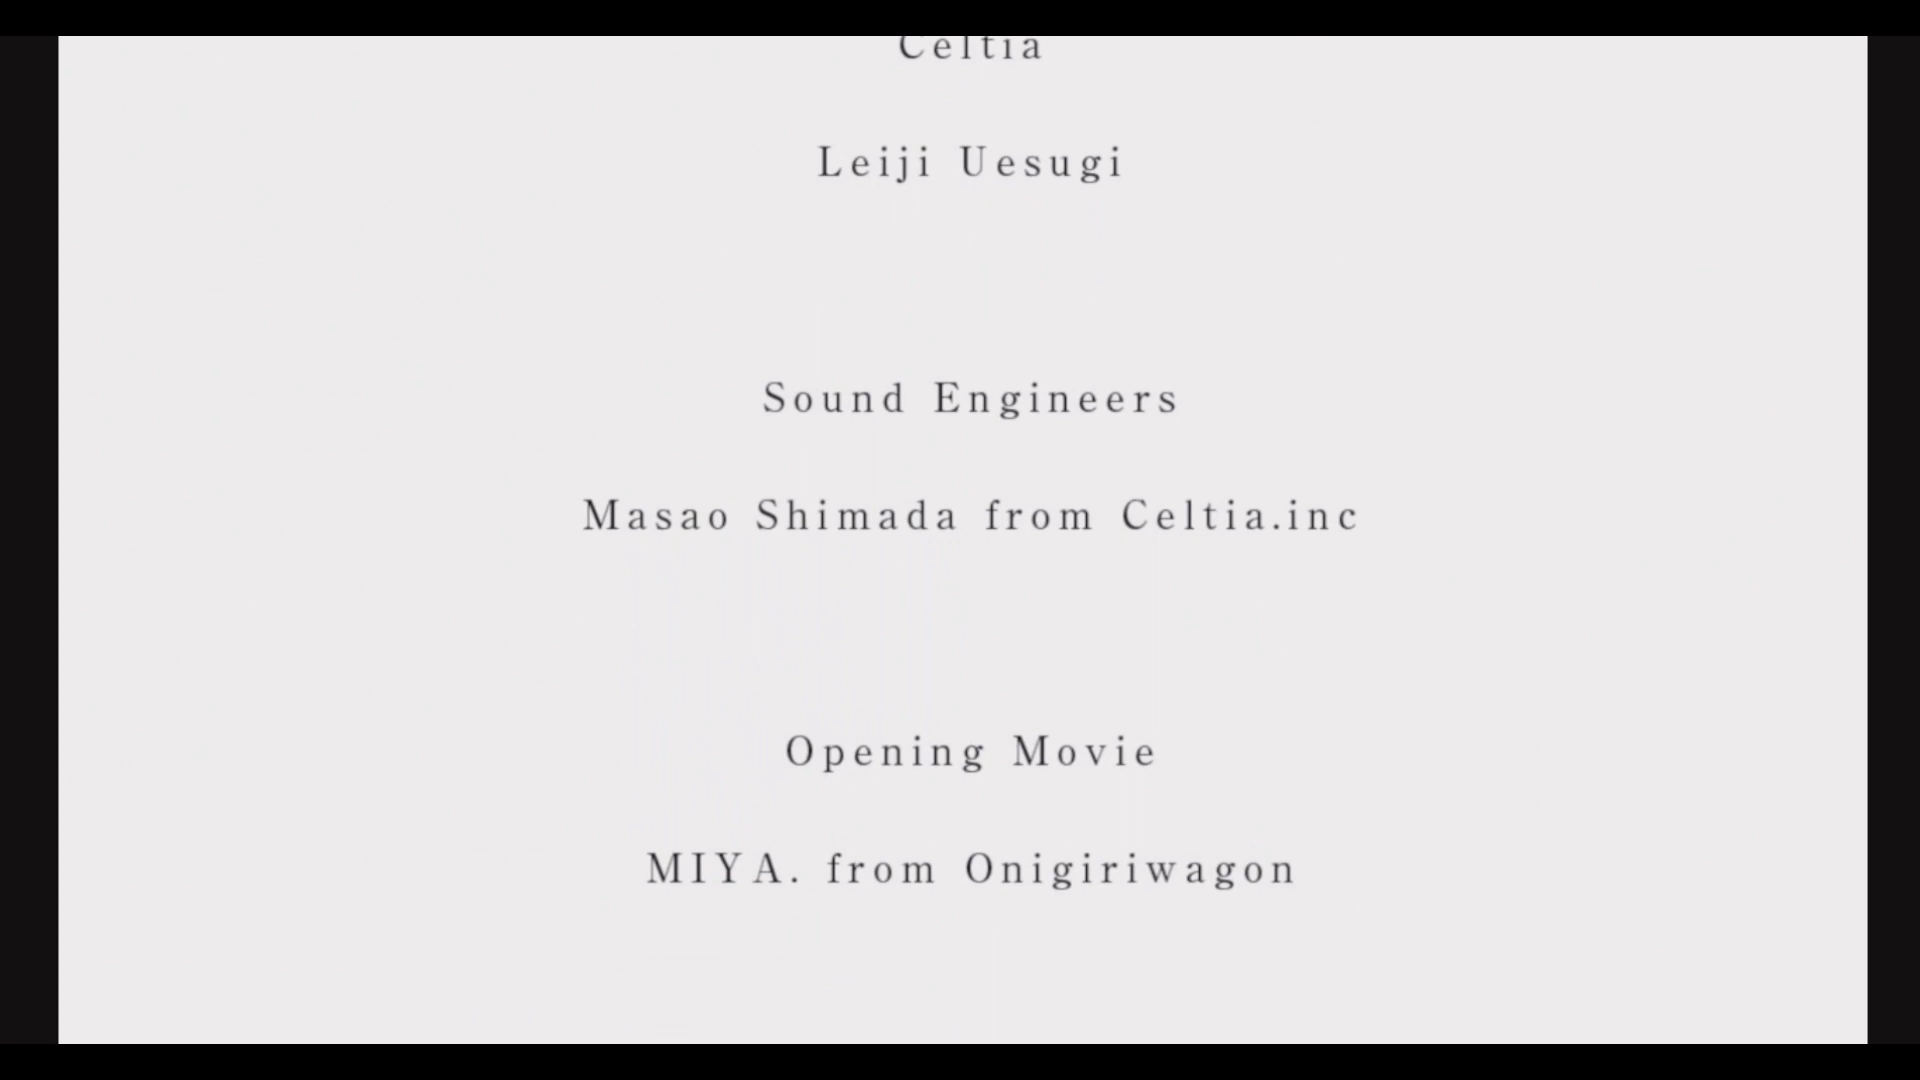 Celtia
Leiji Uesugi
Sound Engineers
Masao Shimada from Celtia.inc
Opening Movie
MIYA. from Onigiriwagon